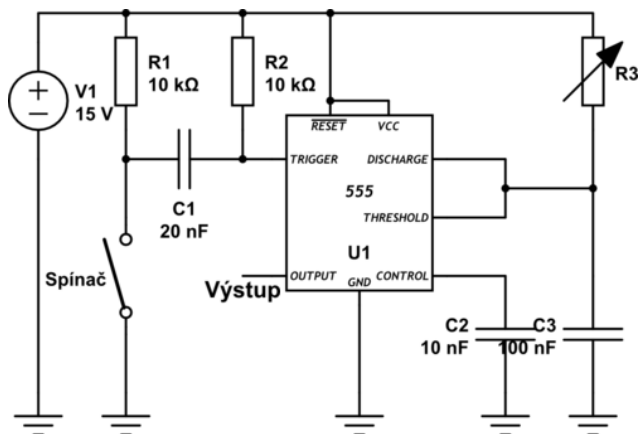 R1
10 kΩ
R2
10 kΩ
R3
V1
15 V
RESET
VCC
TRIGGER
DISCHARGE
555
C1
20 nF
THRESHOLD
U1
Spínač
Výstup
OUTPUT
CONTROL
GND
C2
10 nF
C3
100 nF